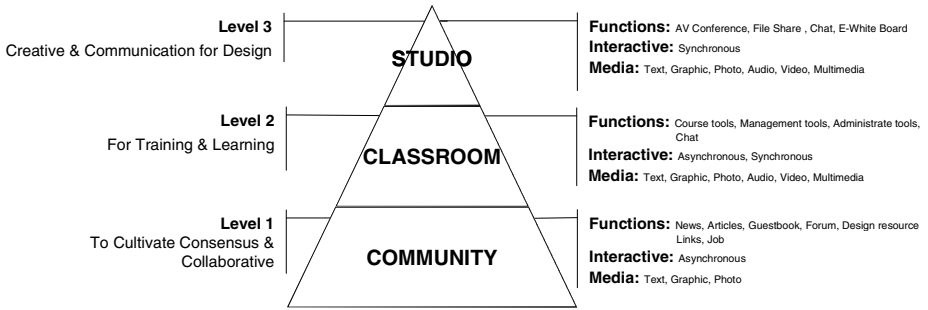 Level 3
Creative & Communication for Design
STUDIO
Functions: AV Conference, File Share , Chat, E-White Board
Interactive: Synchronous
Media: Text, Graphic, Photo, Audio, Video, Multimedia
Level 2
For Training & Learning
CLASSROOM
Functions: Course tools, Management tools, Administrate tools,
Chat
Interactive: Asynchronous, Synchronous
Media: Text, Graphic, Photo, Audio, Video, Multimedia
Level 1
To Cultivate Consensus &
Collaborative
COMMUNITY
Functions: News, Articles, Guestbook, Forum, Design resource
Links, Job
Interactive: Asynchronous
Media: Text, Graphic, Photo